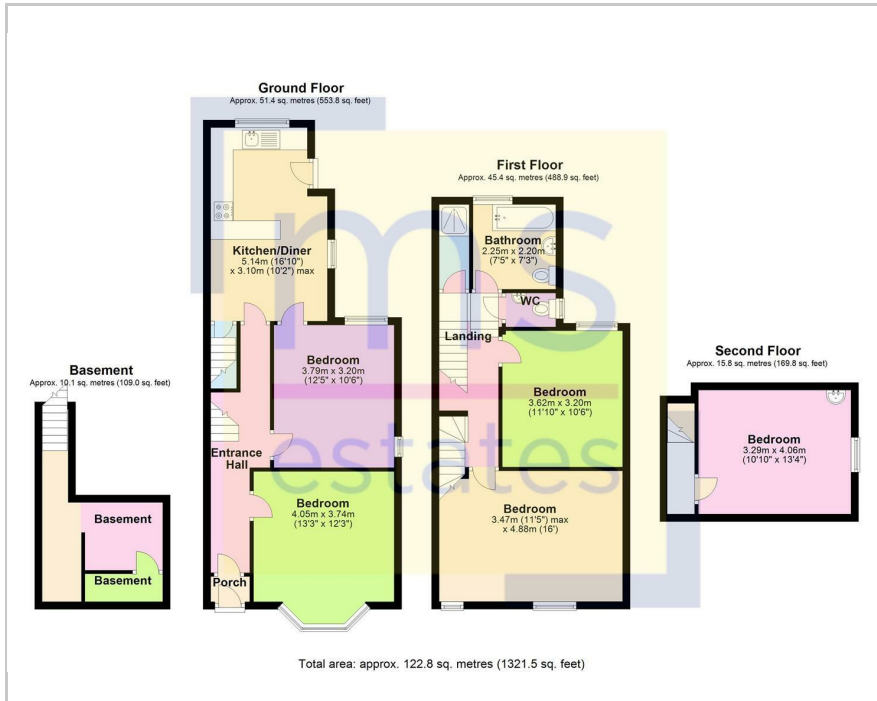 Ground Floor
Approx. 51.4 sq. metres (553.8 sq. feet)
Kitchen/Diner
5.14m (16'10")
x 3.10m (10'2") max
Bedroom
3.79m x 3.20m
(12'5" x 10'6")
Entrance
Hall
Bedroom
4.05m x 3.74m
(13'3" x 12'3")
Porch
First Floor
Approx. 45.4 sq. metres (488.9 sq. feet)
Bathroom
2.25m x 2.20m
(7'5" x 7'3")
WC
Landing
Bedroom
3.62m x 3.20m
(11'10" x 10'6")
Bedroom
3.47m (11'5") max
x 4.88m (16')
Basement
Approx. 10.1 sq. metres (109.0 sq. feet)
Basement
Basement
Second Floor
Approx. 15.8 sq. metres (169.8 sq. feet)
Bedroom
3.29m x 4.06m
(10'10" x 13'4")
ms
estates
Total area: approx. 122.8 sq. metres (1321.5 sq. feet)